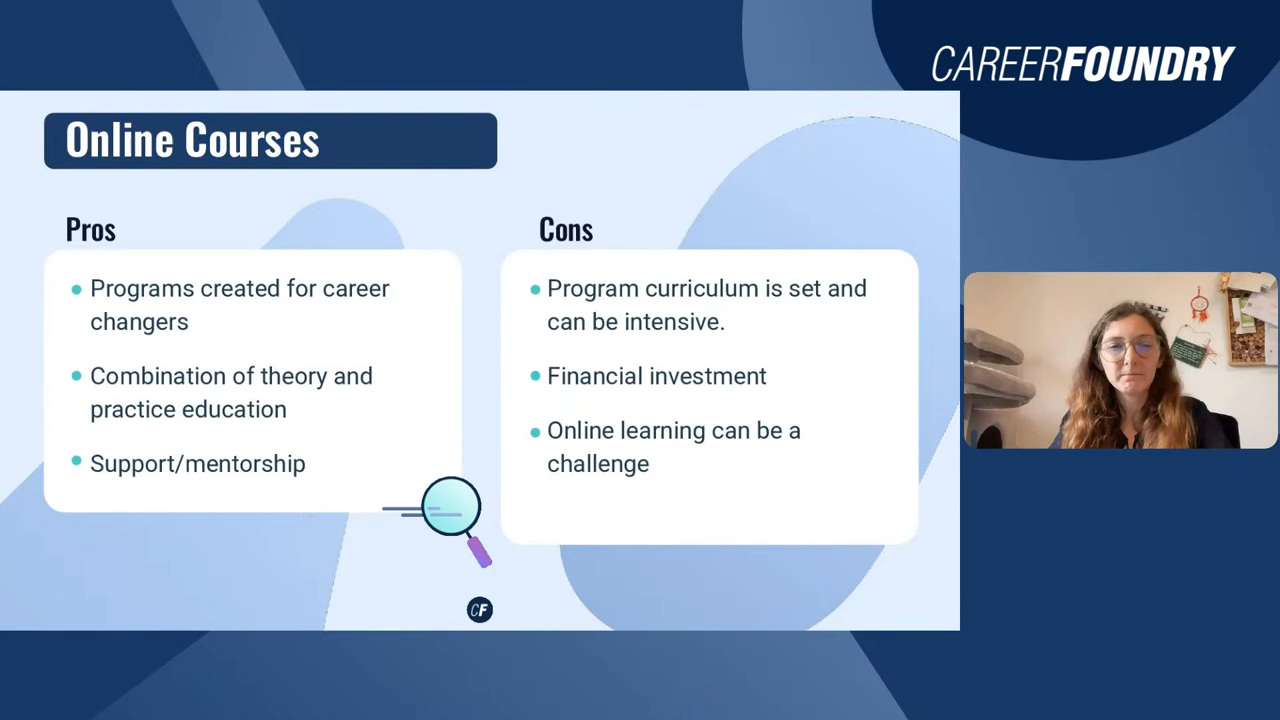 CAREERFOUNDRY
Online Courses
Pros
Programs created for career
changers
Combination of theory and
practice education
Support/mentorship
Cons
Program curriculum is set and
can be intensive.
Financial investment
Online learning can be a
challenge
CF